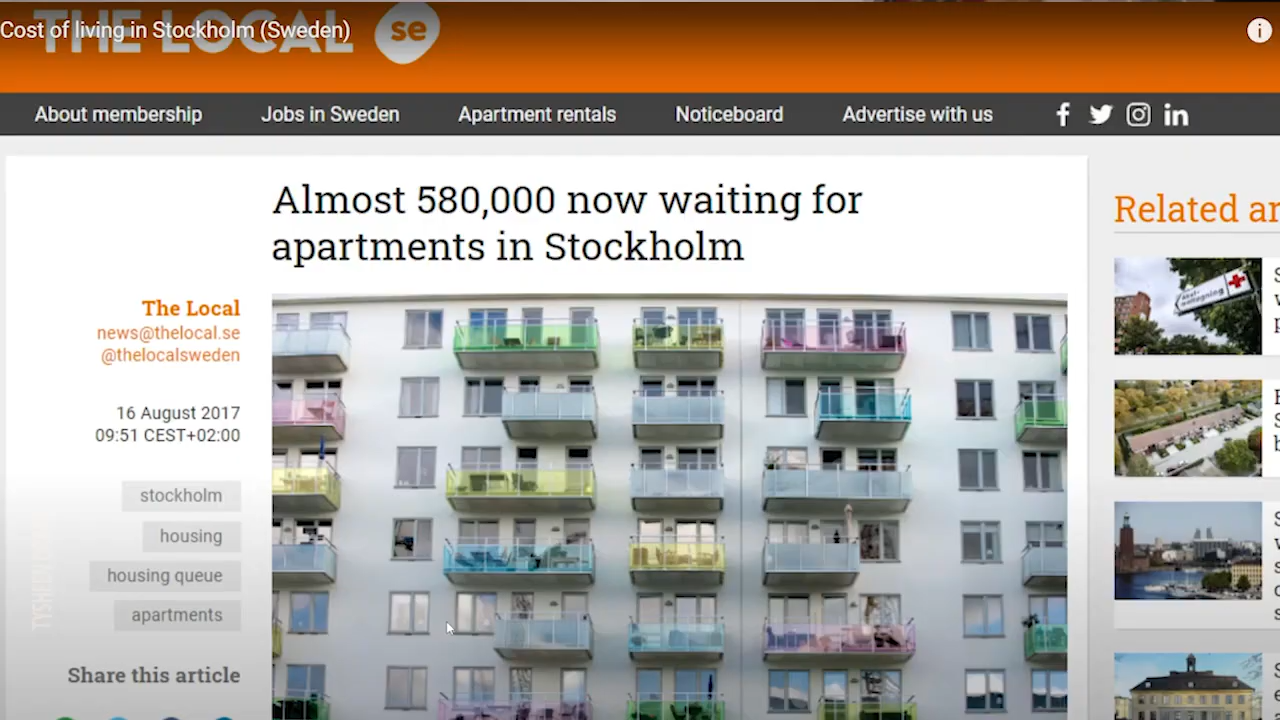 Cost of living in Stockholm (Sweden)
THE LOCAL se
About membership Jobs in Sweden Apartment rentals Noticeboard Advertise with us
Almost 580,000 now waiting for
apartments in Stockholm
Related
The Local
news@thelocal.se
@thelocalsweden
16 August 2017
09:51 CEST+02:00
stockholm
housing
housing queue
apartments
Share this article